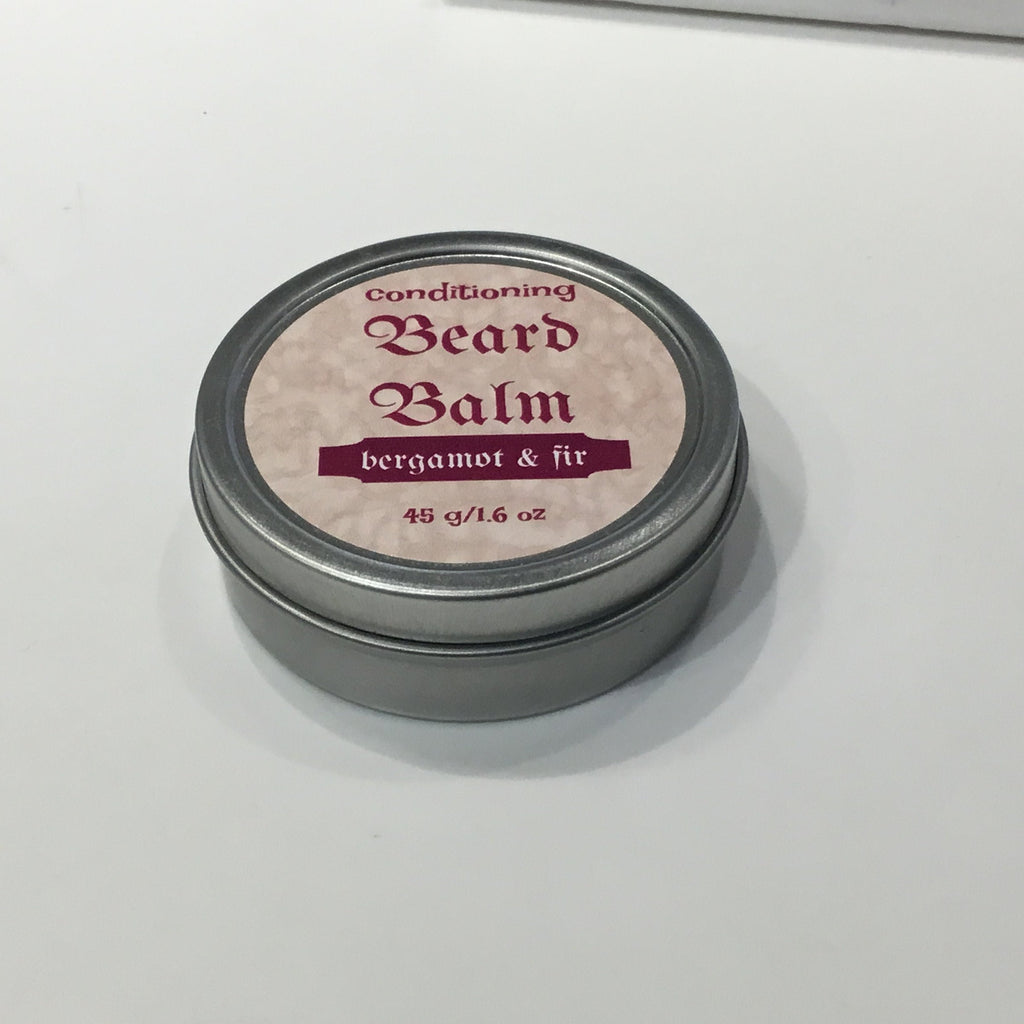 conditioning
Beard
Balm
bergamot & fir
45 g/1.6 oz